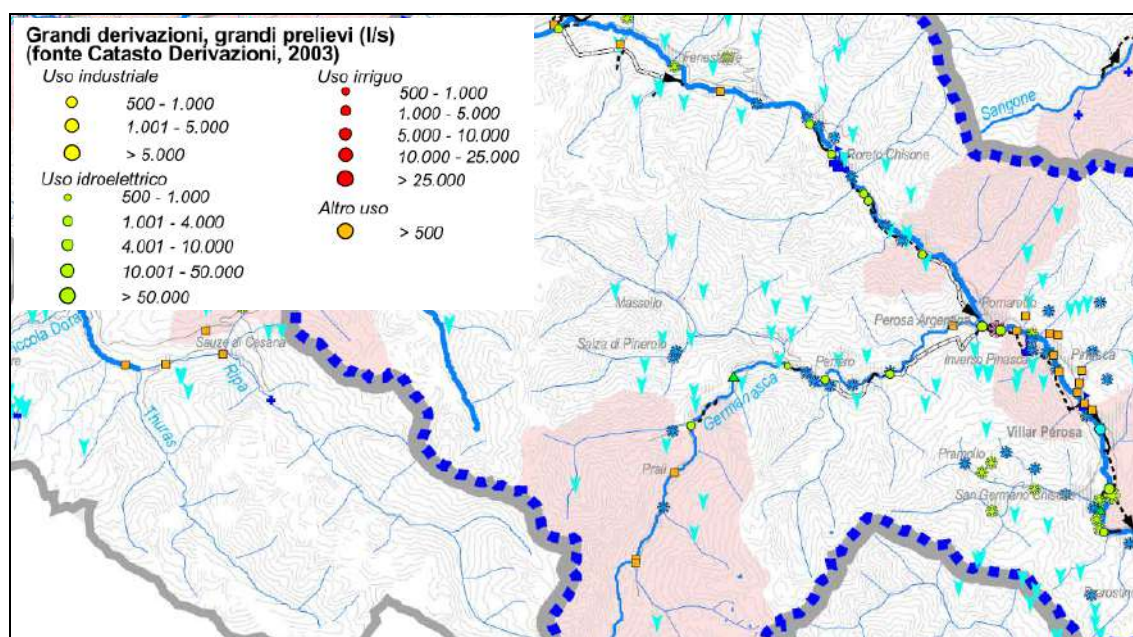 Grandi derivazioni, grandi prelievi (l/s)
(fonte Catasto Derivazioni, 2003)
Uso industriale
500 - 1.000
1.001 - 5.000
> 5.000
Uso idroelettrico
500 - 1.000
1.001 - 4.000
4.001 - 10.000
10.001 - 50.000
> 50.000
Uso irriguo
500 - 1.000
1.000 - 5.000
5.000 - 10.000
10.000 - 25.000
> 25.000
Altro uso
> 500
Sangone
Roreto Chisone
Massello
Salza di Pinerolo
Perrero
Pomaretto
Perosa Argentina
Inverso Pinasca
Pinasca
Germanasca
Villar Perosa
Pramollo
Prali
Sauze di Cesana
Ripa
Thuras